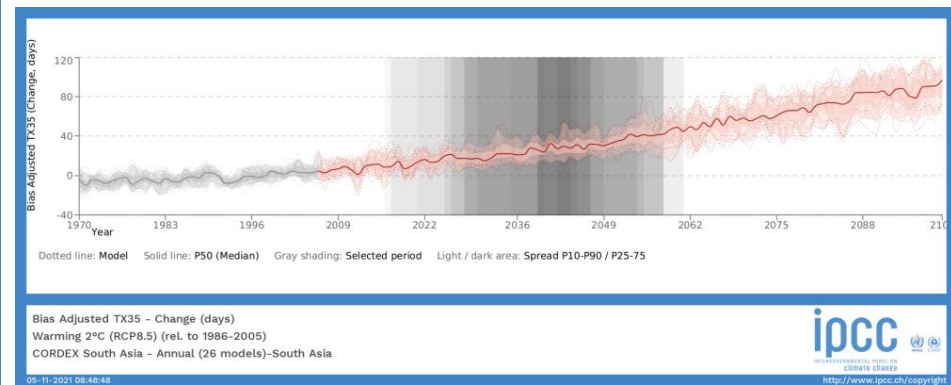 Bias Adjusted TX35 (Change, days)
120
80
40
0
-40
1970
1983
1996
2009
2022
2036
2049
2062
2075
2088
210
Year
Dotted line: Model Solid line: P50 (Median) Gray shading: Selected period Light / dark area: Spread P10-P90 / P25-75
Bias Adjusted TX35 - Change (days)
Warming 2°C (RCP8.5) (rel. to 1986-2005)
CORDEX South Asia - Annual (26 models)-South Asia
ipcc
INTERGOVERNMENTAL PANEL ON
climate change
05-11-2021 08:48:48
http://www.ipcc.ch/copyright